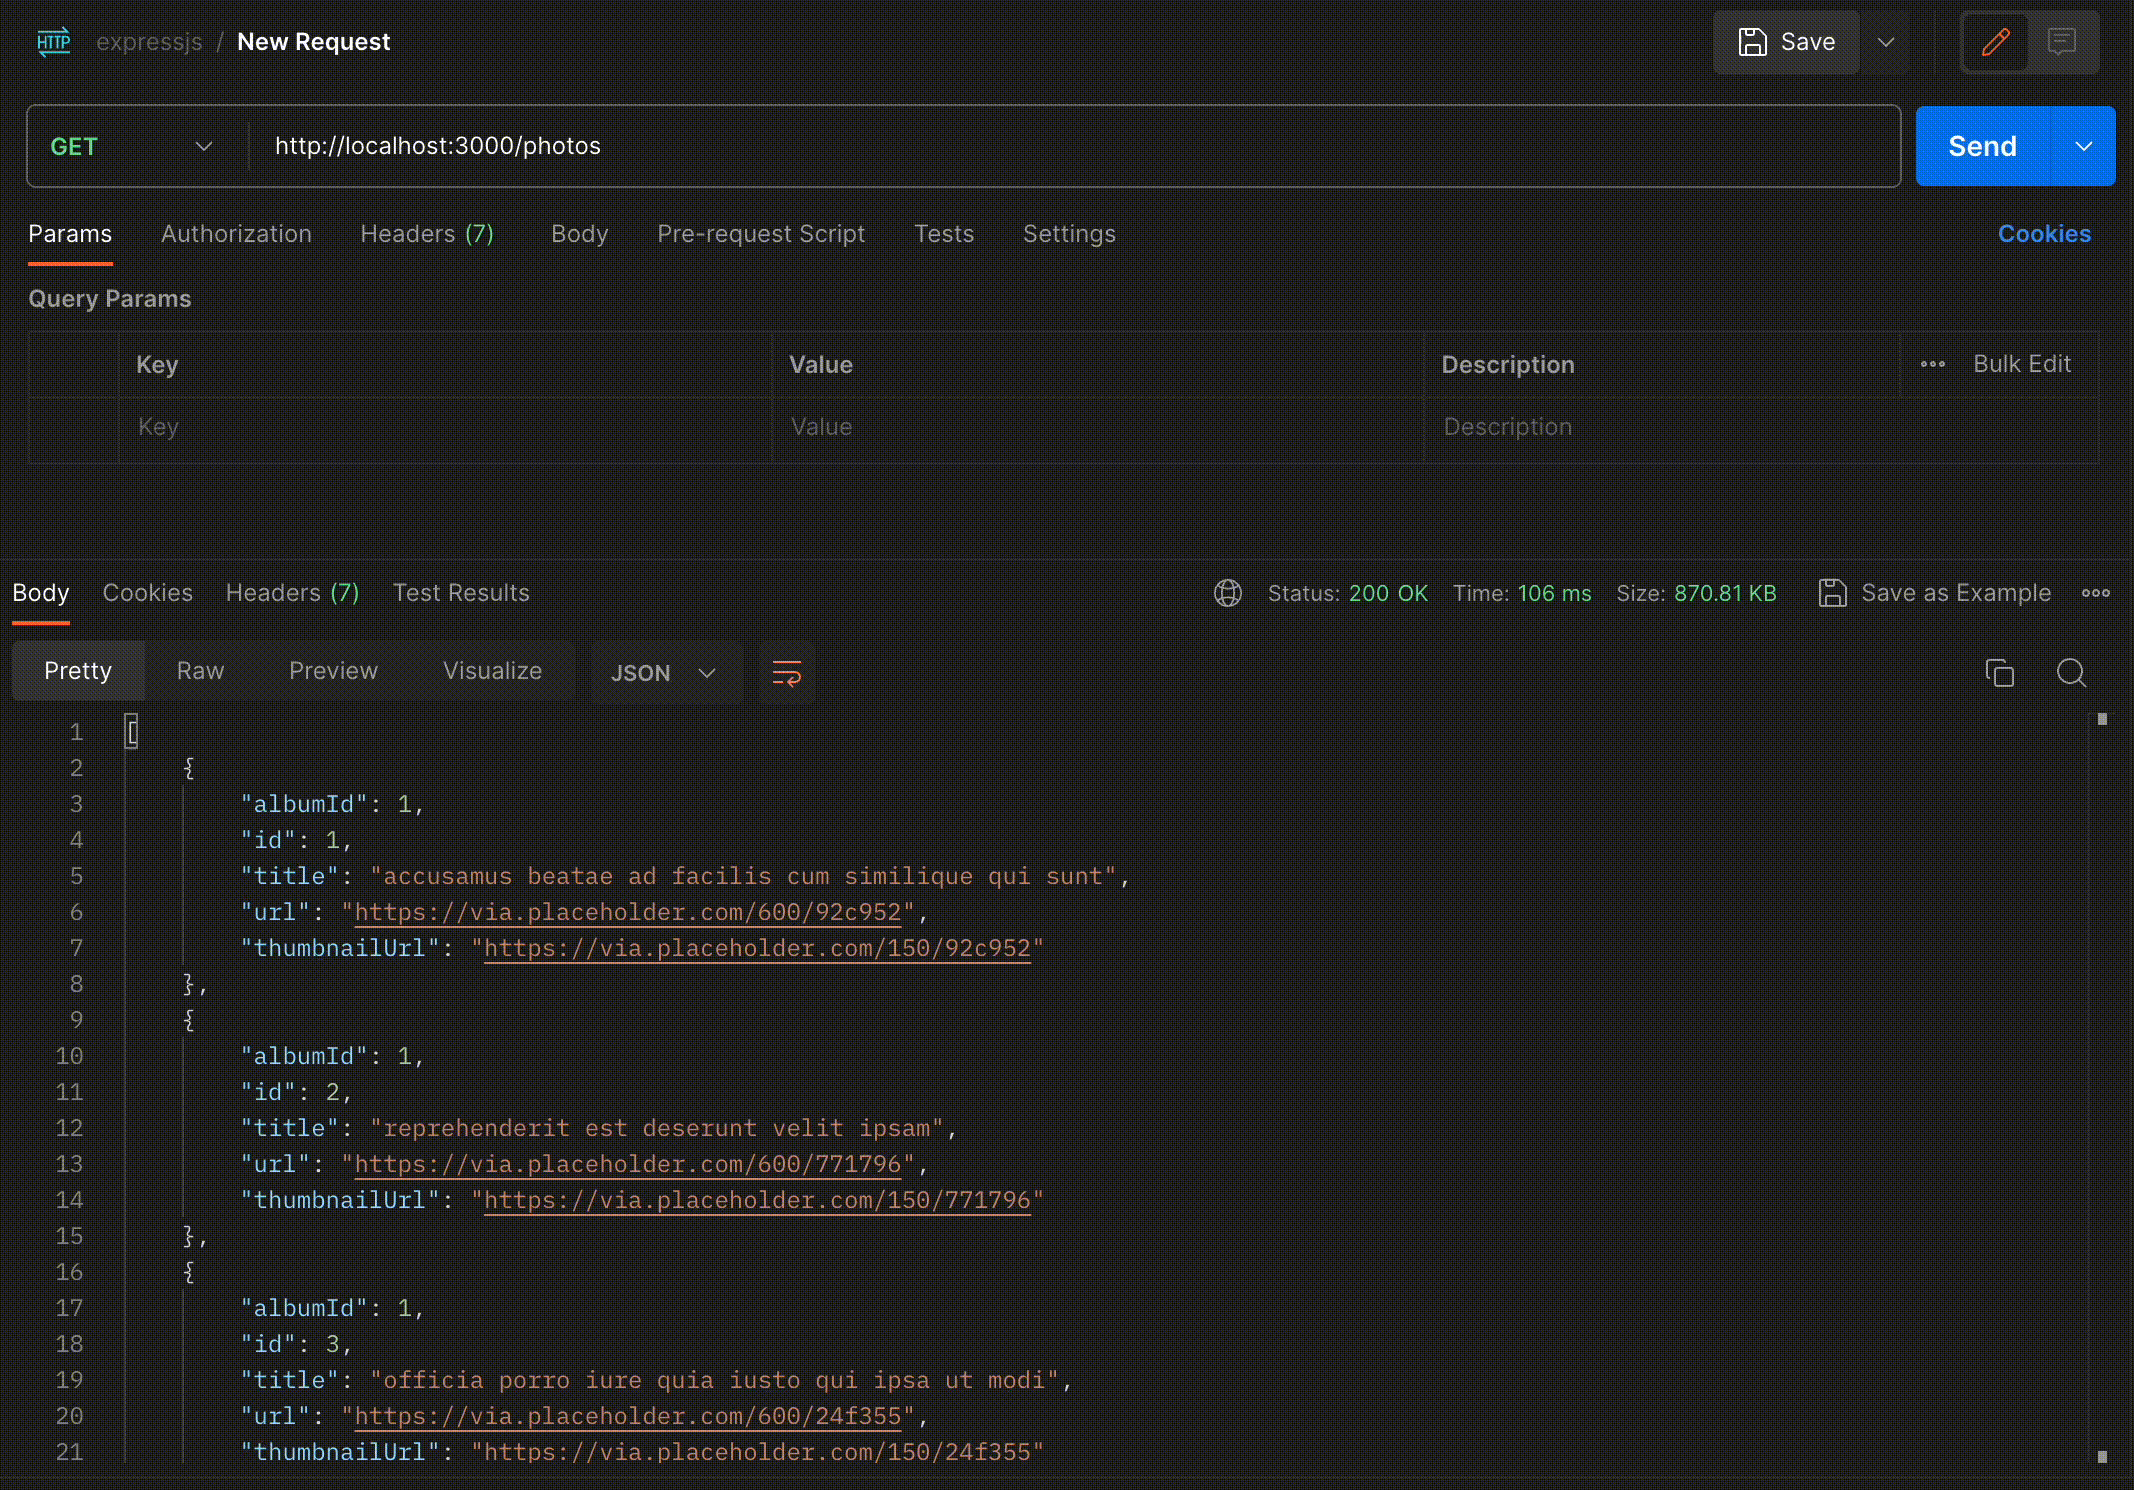 HTTP expressjs / New Request Save
GET http://localhost:3000/photos Send
Params Authorization Headers (7) Body Pre-request Script Tests Settings Cookies
Query Params
Key Value Description Bulk Edit
Key Value Description
Body Cookies Headers (7) Test Results Status: 200 OK Time: 106 ms Size: 870.81 KB Save as Example
Pretty Raw Preview Visualize JSON
1 [
2 {
3 "albumId": 1,
4 "id": 1,
5 "title": "accusamus beatae ad facilis cum similique qui sunt",
6 "url": "https://via.placeholder.com/600/92c952",
7 "thumbnailUrl": "https://via.placeholder.com/150/92c952"
8 },
9 {
10 "albumId": 1,
11 "id": 2,
12 "title": "reprehenderit est deserunt velit ipsam",
13 "url": "https://via.placeholder.com/600/771796",
14 "thumbnailUrl": "https://via.placeholder.com/150/771796"
15 },
16 {
17 "albumId": 1,
18 "id": 3,
19 "title": "officia porro iure quia iusto qui ipsa ut modi",
20 "url": "https://via.placeholder.com/600/24f355",
21 "thumbnailUrl": "https://via.placeholder.com/150/24f355"